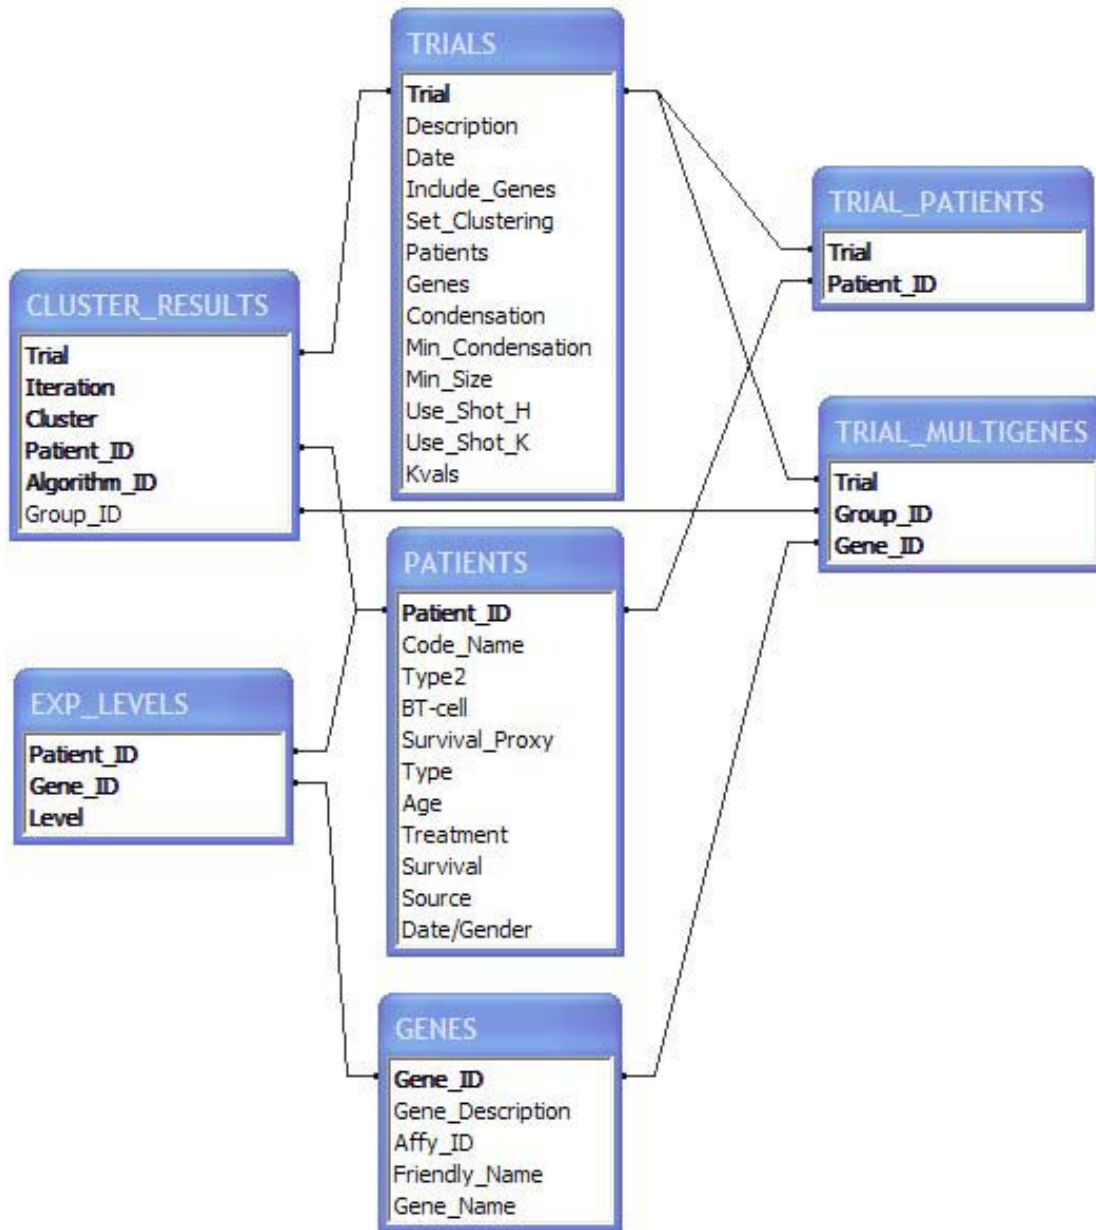 TRIALS
Trial
Description
Date
Include_Genes
Set_Clustering
Patients
Genes
Condensation
Min_Condensation
Min_Size
Use_Shot_H
Use_Shot_K
Kvals
TRIAL_PATIENTS
Trial
Patient_ID
CLUSTER_RESULTS
Trial
Iteration
Cluster
Patient_ID
Algorithm_ID
Group_ID
TRIAL_MULTIGENES
Trial
Group_ID
Gene_ID
PATIENTS
Patient_ID
Code_Name
Type2
BT-cell
Survival_Proxy
Type
Age
Treatment
Survival
Source
Date/Gender
EXP_LEVELS
Patient_ID
Gene_ID
Level
GENES
Gene_ID
Gene_Description
Affy_ID
Friendly_Name
Gene_Name